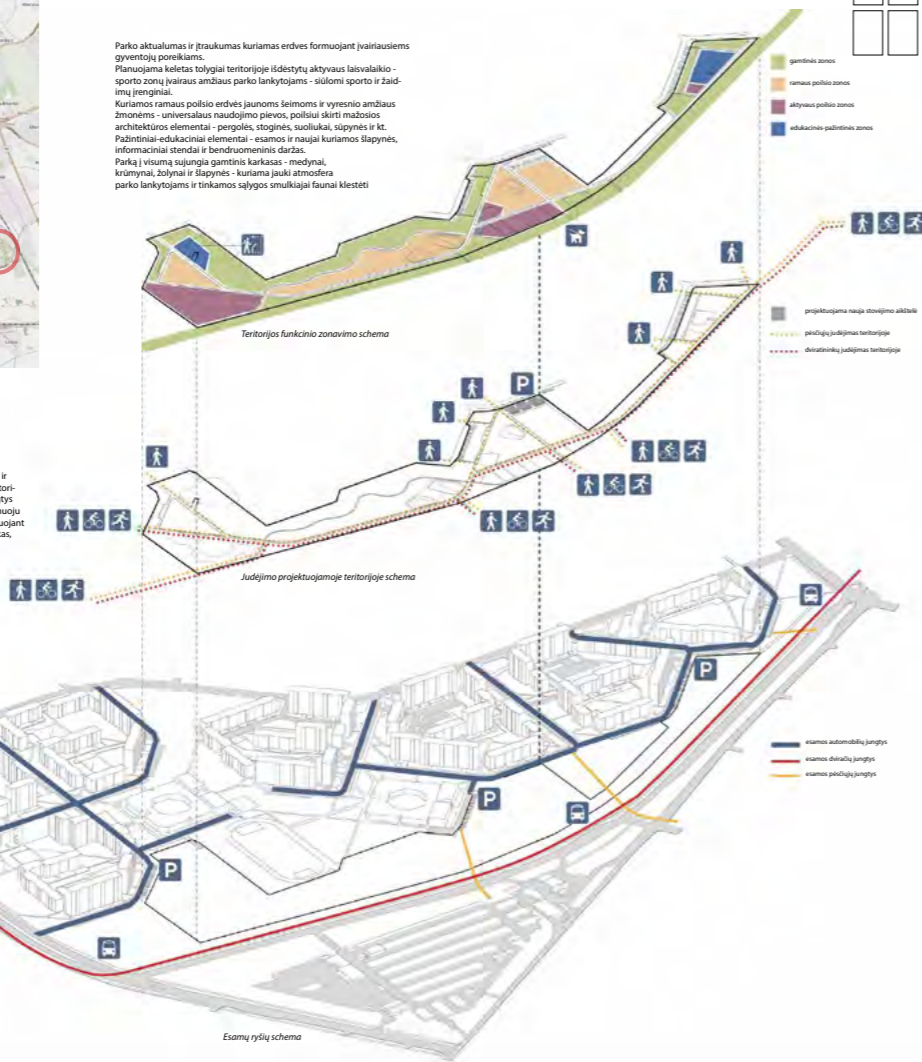 Parko aktualumas ir įtraukumas kuriamas erdves formuojant įvairiausiems
gyventojų poreikiams.
Planuojama keletas tolygiai teritorijoje išdėstytų aktyvaus laisvalaikio -
sporto zonų įvairaus amžiaus parko lankytojams - siūlomi sporto ir žaid-
imų įrenginiai.
Kuriamos ramaus poilsio erdvės jaunoms šeimoms ir vyresnio amžiaus
žmonėms - universalaus naudojimo pievos, poilsiui skirti mažosios
architektūros elementai - pergolės, stoginės, suoliukai, sūpynės ir kt.
Pažintiniai-edukaciniai elementai - esamos ir naujai kuriamos šlapynės,
informaciniai stendai ir bendruomeninis daržas.
Parką į visumą sujungia gamtinis karkasas - medynai,
krūmynai, žolynai ir šlapynės - kuriama jauki atmosfera
parko lankytojams ir tinkamos sąlygos smulkiajai faunai klestėti
gamtinės zonos
ramaus poilsio zonos
aktyvaus poilsio zonos
edukacinės-pažintinės zonos
Teritorijos funkcinio zonavimo schema
projektuojama nauja stovėjimo aikštelė
pėsčiųjų judėjimas teritorijoje
dviratininkų judėjimas teritorijoje
P
ir
tori-
tys
nuoju
uojant
kas,
Judėjimo projektuojamoje teritorijoje schema
P
P
P
esamos automobilių jungtys
esamos dviračių jungtys
esamos pėsčiųjų jungtys
Esamų ryšių schema